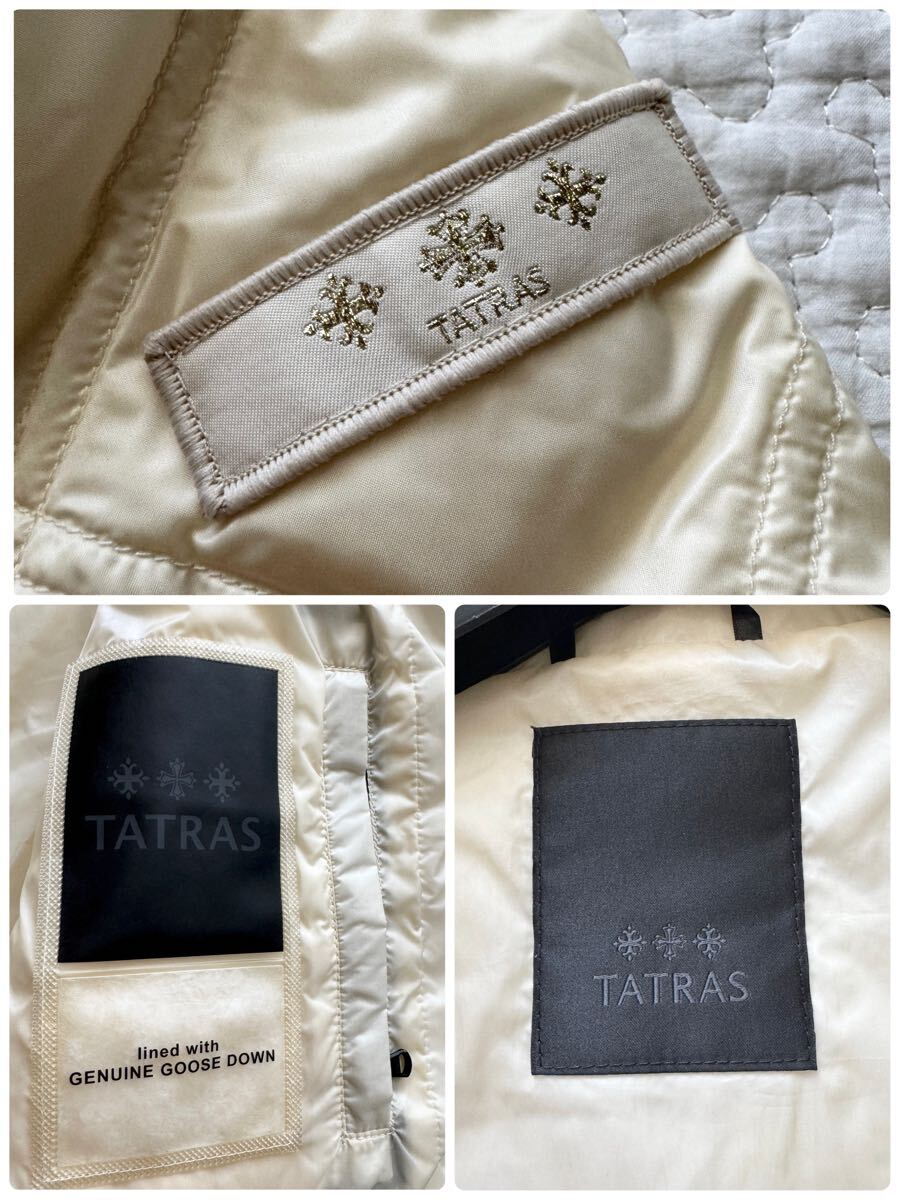 TATRAS
TATRAS
lined with
GENUINE GOOSE DOWN
TATRAS